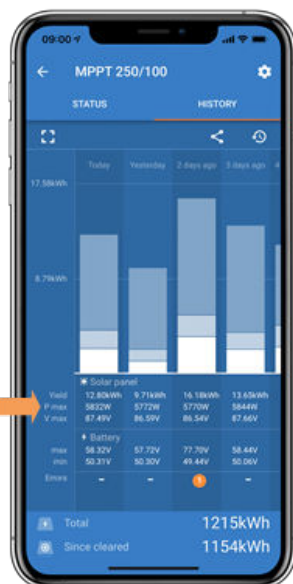 09:00
MPPT 250/100
STATUS HISTORY
Today Yesterday 2 days ago 3 days ago 4
17.58kWh
8.79kWh
Solar panel
Yield 12.80kWh 9.71kWh 16.18kWh 13.65kWh
P max 5832W 5772W 5770W 5844W
V max 87.49V 86.59V 86.54V 87.66V
Battery
max 58.32V 57.72V 77.70V 58.44V
min 50.31V 50.30V 49.44V 50.06V
Errors - - 1 -
Total 1215kWh
Since cleared 1154kWh